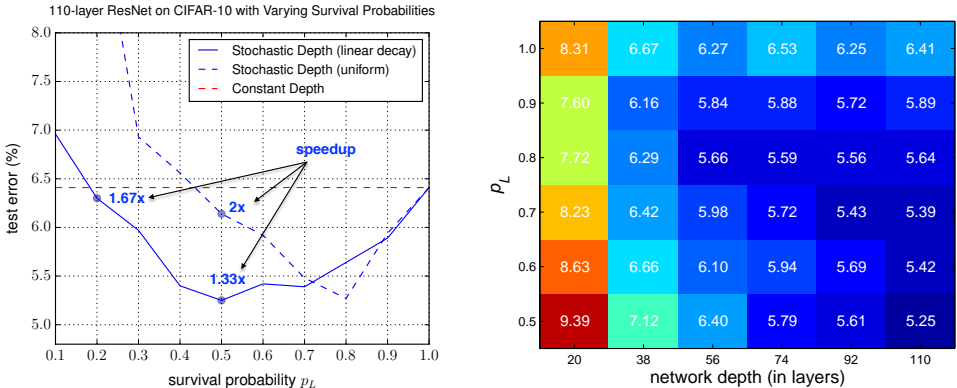 110-layer ResNet on CIFAR-10 with Varying Survival Probabilities
8.0
7.5
7.0
6.5
6.0
5.5
5.0
test error (%)
Stochastic Depth (linear decay)
Stochastic Depth (uniform)
Constant Depth
speedup
1.67x
2x
1.33x
0.1 0.2 0.3 0.4 0.5 0.6 0.7 0.8 0.9 1.0
survival probability p_L
p_L
1.0 8.31 6.67 6.27 6.53 6.25 6.41
0.9 7.60 6.16 5.84 5.88 5.72 5.89
0.8 7.72 6.29 5.66 5.59 5.56 5.64
0.7 8.23 6.42 5.98 5.72 5.43 5.39
0.6 8.63 6.66 6.10 5.94 5.69 5.42
0.5 9.39 7.12 6.40 5.79 5.61 5.25
20 38 56 74 92 110
network depth (in layers)